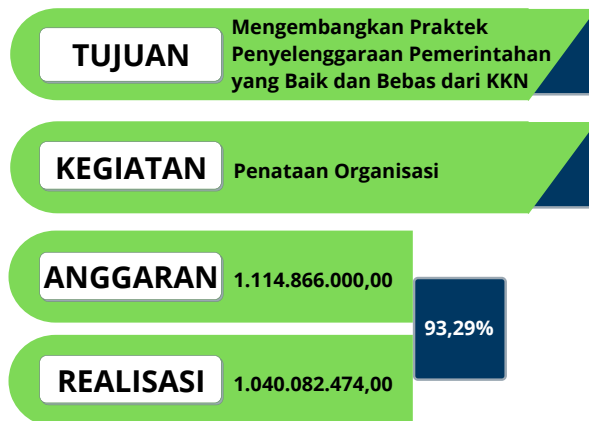 TUJUAN
Mengembangkan Praktek
Penyelenggaraan Pemerintahan
yang Baik dan Bebas dari KKN
KEGIATAN
Penataan Organisasi
ANGGARAN
1.114.866.000,00
93,29%
REALISASI
1.040.082.474,00